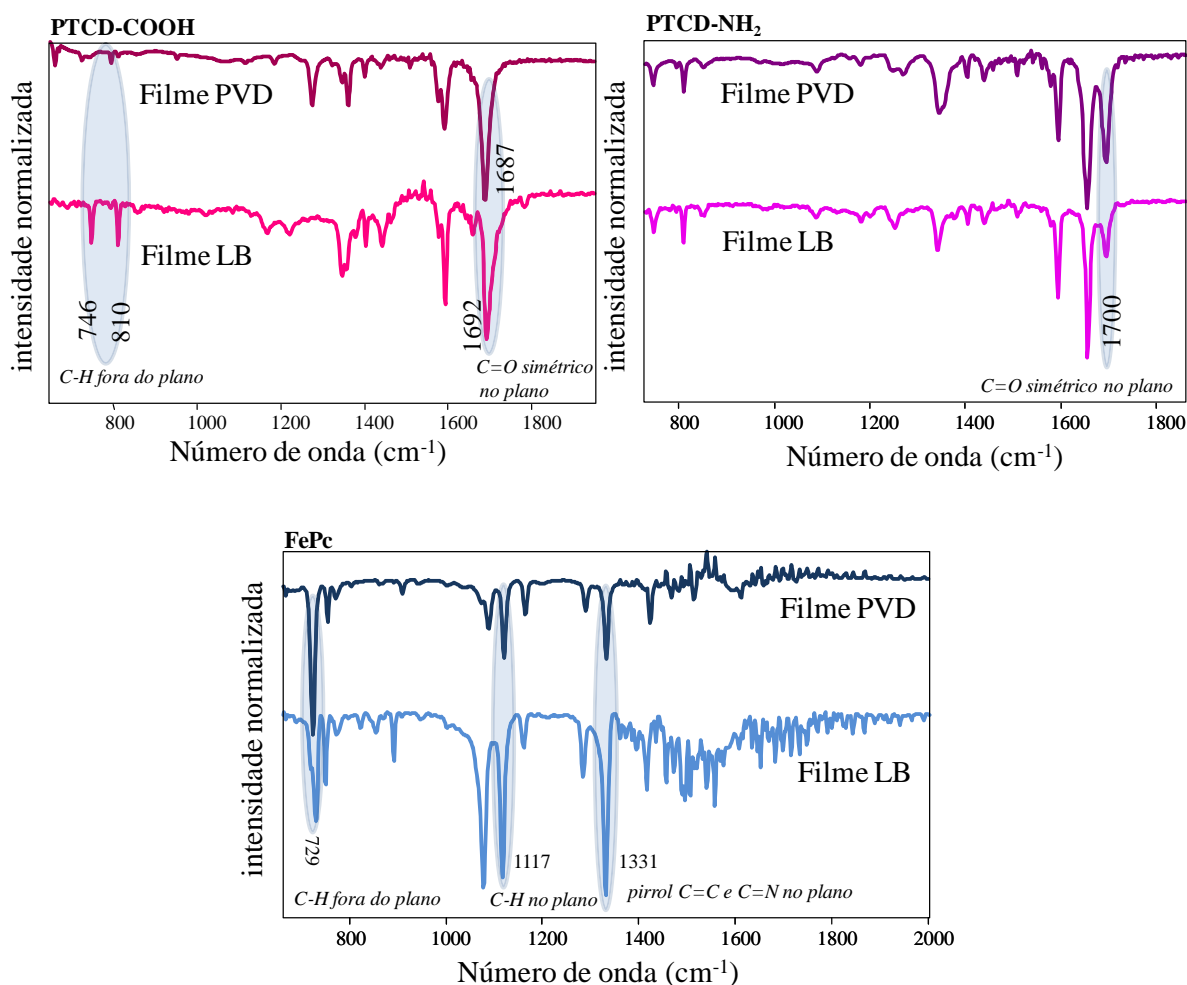 PTCD-COOH
intensidade normalizada
Filme PVD
Filme LB
1687
1692
746
810
C-H fora do plano
C=O simétrico
no plano
800 1000 1200 1400 1600 1800
Número de onda (cm-1)
PTCD-NH2
intensidade normalizada
Filme PVD
Filme LB
1700
C=O simétrico no plano
800 1000 1200 1400 1600 1800
Número de onda (cm-1)
FePc
intensidade normalizada
Filme PVD
Filme LB
729
1117
1331
C-H fora do plano
C-H no plano
pirrol C=C e C=N no plano
800 1000 1200 1400 1600 1800 2000
Número de onda (cm-1)